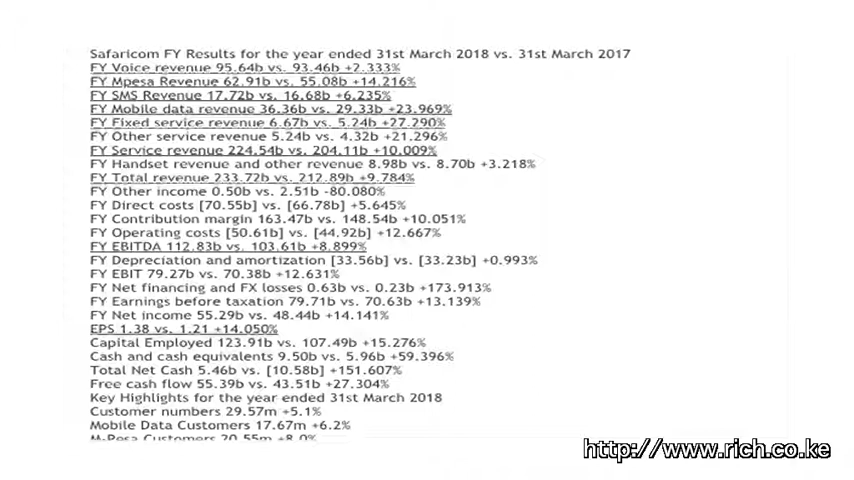 Safaricom FY Results for the year ended 31st March 2018 vs. 31st March 2017
FY Voice revenue 95.64b vs. 93.46b +2.333%
FY Mpesa Revenue 62.91b vs. 55.08b +14.216%
FY SMS Revenue 17.72b vs. 16.68b +6.235%
FY Mobile data revenue 36.36b vs. 29.33b +23.969%
FY Fixed service revenue 6.67b vs. 5.24b +27.290%
FY Other service revenue 5.24b vs. 4.32b +21.296%
FY Service revenue 224.54b vs. 204.11b +10.009%
FY Handset revenue and other revenue 8.98b vs. 8.70b +3.218%
FY Total revenue 233.72b vs. 212.89b +9.784%
FY Other income 0.50b vs. 2.51b -80.080%
FY Direct costs [70.55b] vs. [66.78b] +5.645%
FY Contribution margin 163.47b vs. 148.54b +10.051%
FY Operating costs [50.61b] vs. [44.92b] +12.667%
FY EBITDA 112.83b vs. 103.61b +8.899%
FY Depreciation and amortization [33.56b] vs. [33.23b] +0.993%
FY EBIT 79.27b vs. 70.38b +12.631%
FY Net financing and FX losses 0.63b vs. 0.23b +173.913%
FY Earnings before taxation 79.71b vs. 70.63b +13.139%
FY Net income 55.29b vs. 48.44b +14.141%
EPS 1.38 vs. 1.21 +14.050%
Capital Employed 123.91b vs. 107.49b +15.276%
Cash and cash equivalents 9.50b vs. 5.96b +59.396%
Total Net Cash 5.46b vs. [10.58b] +151.607%
Free cash flow 55.39b vs. 43.51b +27.304%
Key Highlights for the year ended 31st March 2018
Customer numbers 29.57m +5.1%
Mobile Data Customers 17.67m +6.2%
M-Pesa Customers 20.55m +8.0%
http://www.rich.co.ke